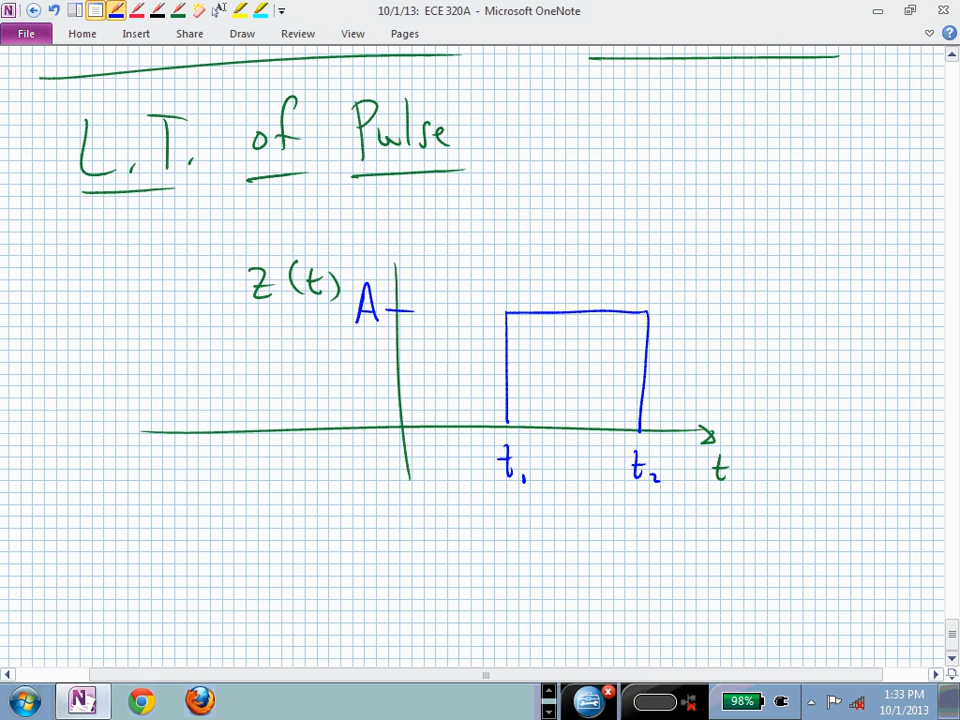 10/1/13: ECE 320A - Microsoft OneNote
File Home Insert Share Draw Review View Pages
L.T. of Pulse
z(t)
A
t₁ t₂ t
98%
1:33 PM
10/1/2013